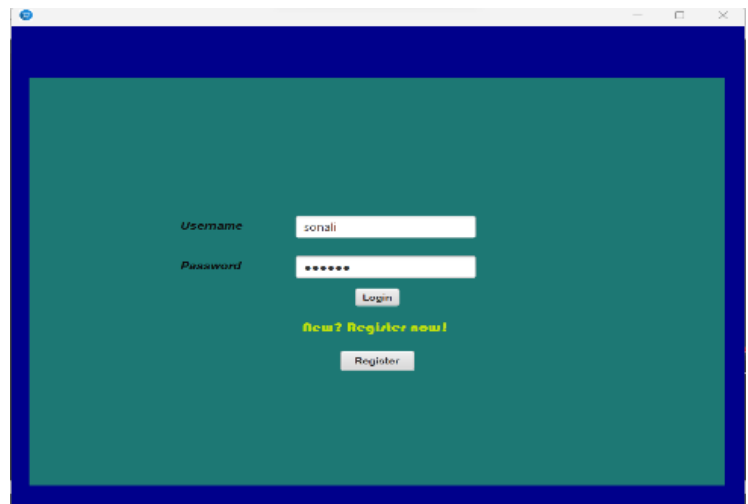 Username
sonali
Password
••••••
Login
New? Register now!
Register